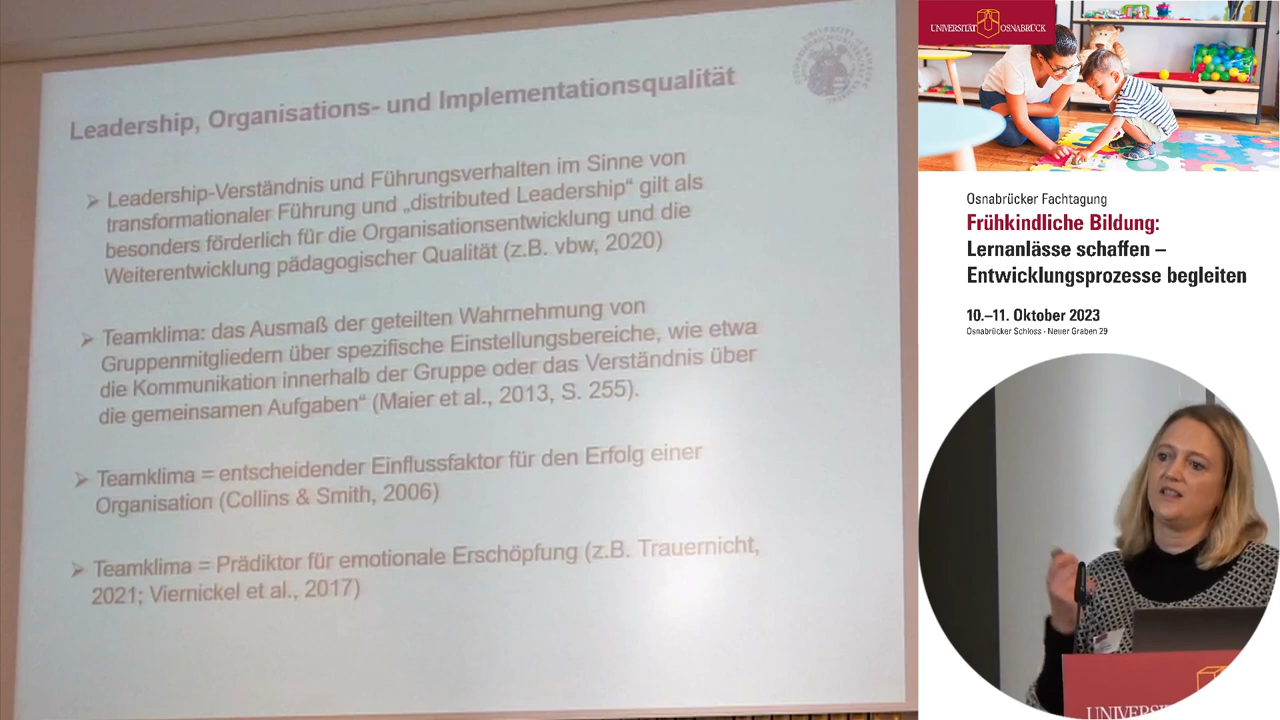 Leadership, Organisations- und Implementationsqualität
Leadership-Verständnis und Führungsverhalten im Sinne von
transformationaler Führung und „distributed Leadership“ gilt als
besonders förderlich für die Organisationsentwicklung und die
Weiterentwicklung pädagogischer Qualität (z.B. vbw, 2020)
Teamklima: das Ausmaß der geteilten Wahrnehmung von
Gruppenmitgliedern über spezifische Einstellungsbereiche, wie etwa
die Kommunikation innerhalb der Gruppe oder das Verständnis über
die gemeinsamen Aufgaben“ (Maier et al., 2013, S. 255).
Teamklima = entscheidender Einflussfaktor für den Erfolg einer
Organisation (Collins & Smith, 2006)
Teamklima = Prädiktor für emotionale Erschöpfung (z.B. Trauernicht,
2021; Viernickel et al., 2017)
UNIVERSITÄT OSNABRÜCK
Osnabrücker Fachtagung
Frühkindliche Bildung:
Lernanlässe schaffen –
Entwicklungsprozesse begleiten
10.–11. Oktober 2023
Osnabrücker Schloss · Neuer Graben 29